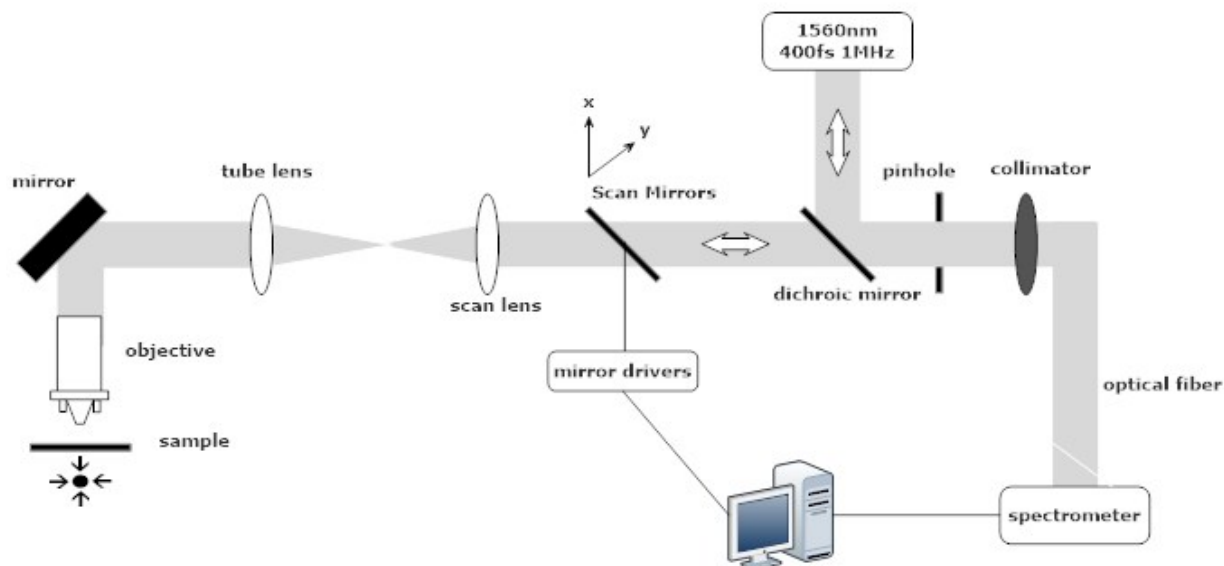 1560nm
400fs 1MHz
x
y
mirror
tube lens
Scan Mirrors
pinhole
collimator
scan lens
dichroic mirror
objective
mirror drivers
optical fiber
sample
spectrometer